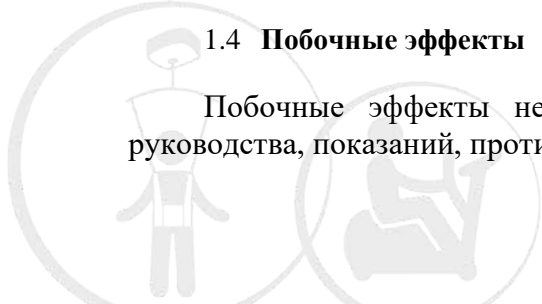 1.4 Побочные эффекты
Побочные эффекты не
руководства, показаний, проти